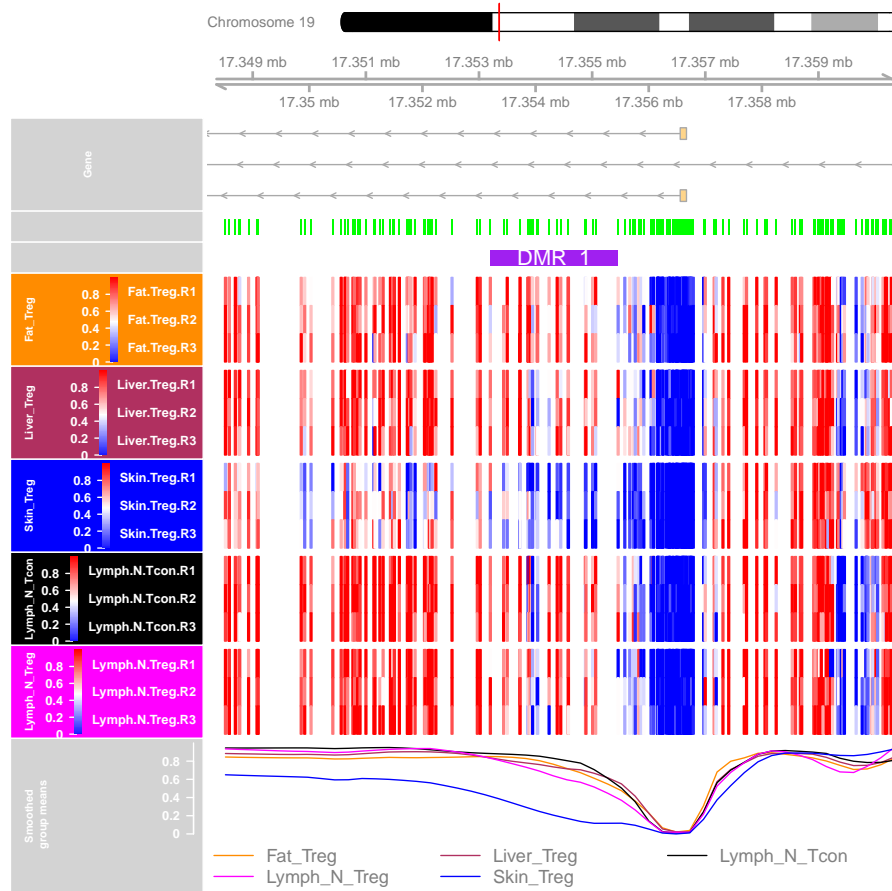 Chromosome 19
17.349 mb 17.351 mb 17.353 mb 17.355 mb 17.357 mb 17.359 mb
17.35 mb 17.352 mb 17.354 mb 17.356 mb 17.358 mb
Gene
DMR_1
Fat_Treg
0.8
0.6
0.4
0.2
0
Fat.Treg.R1
Fat.Treg.R2
Fat.Treg.R3
Liver_Treg
0.8
0.6
0.4
0.2
0
Liver.Treg.R1
Liver.Treg.R2
Liver.Treg.R3
Skin_Treg
0.8
0.6
0.4
0.2
0
Skin.Treg.R1
Skin.Treg.R2
Skin.Treg.R3
Lymph_N_Tcon
0.8
0.6
0.4
0.2
0
Lymph.N.Tcon.R1
Lymph.N.Tcon.R2
Lymph.N.Tcon.R3
Lymph_N_Treg
0.8
0.6
0.4
0.2
0
Lymph.N.Treg.R1
Lymph.N.Treg.R2
Lymph.N.Treg.R3
Smoothed
group means
0.8
0.6
0.4
0.2
0
Fat_Treg Liver_Treg Lymph_N_Tcon
Lymph_N_Treg Skin_Treg